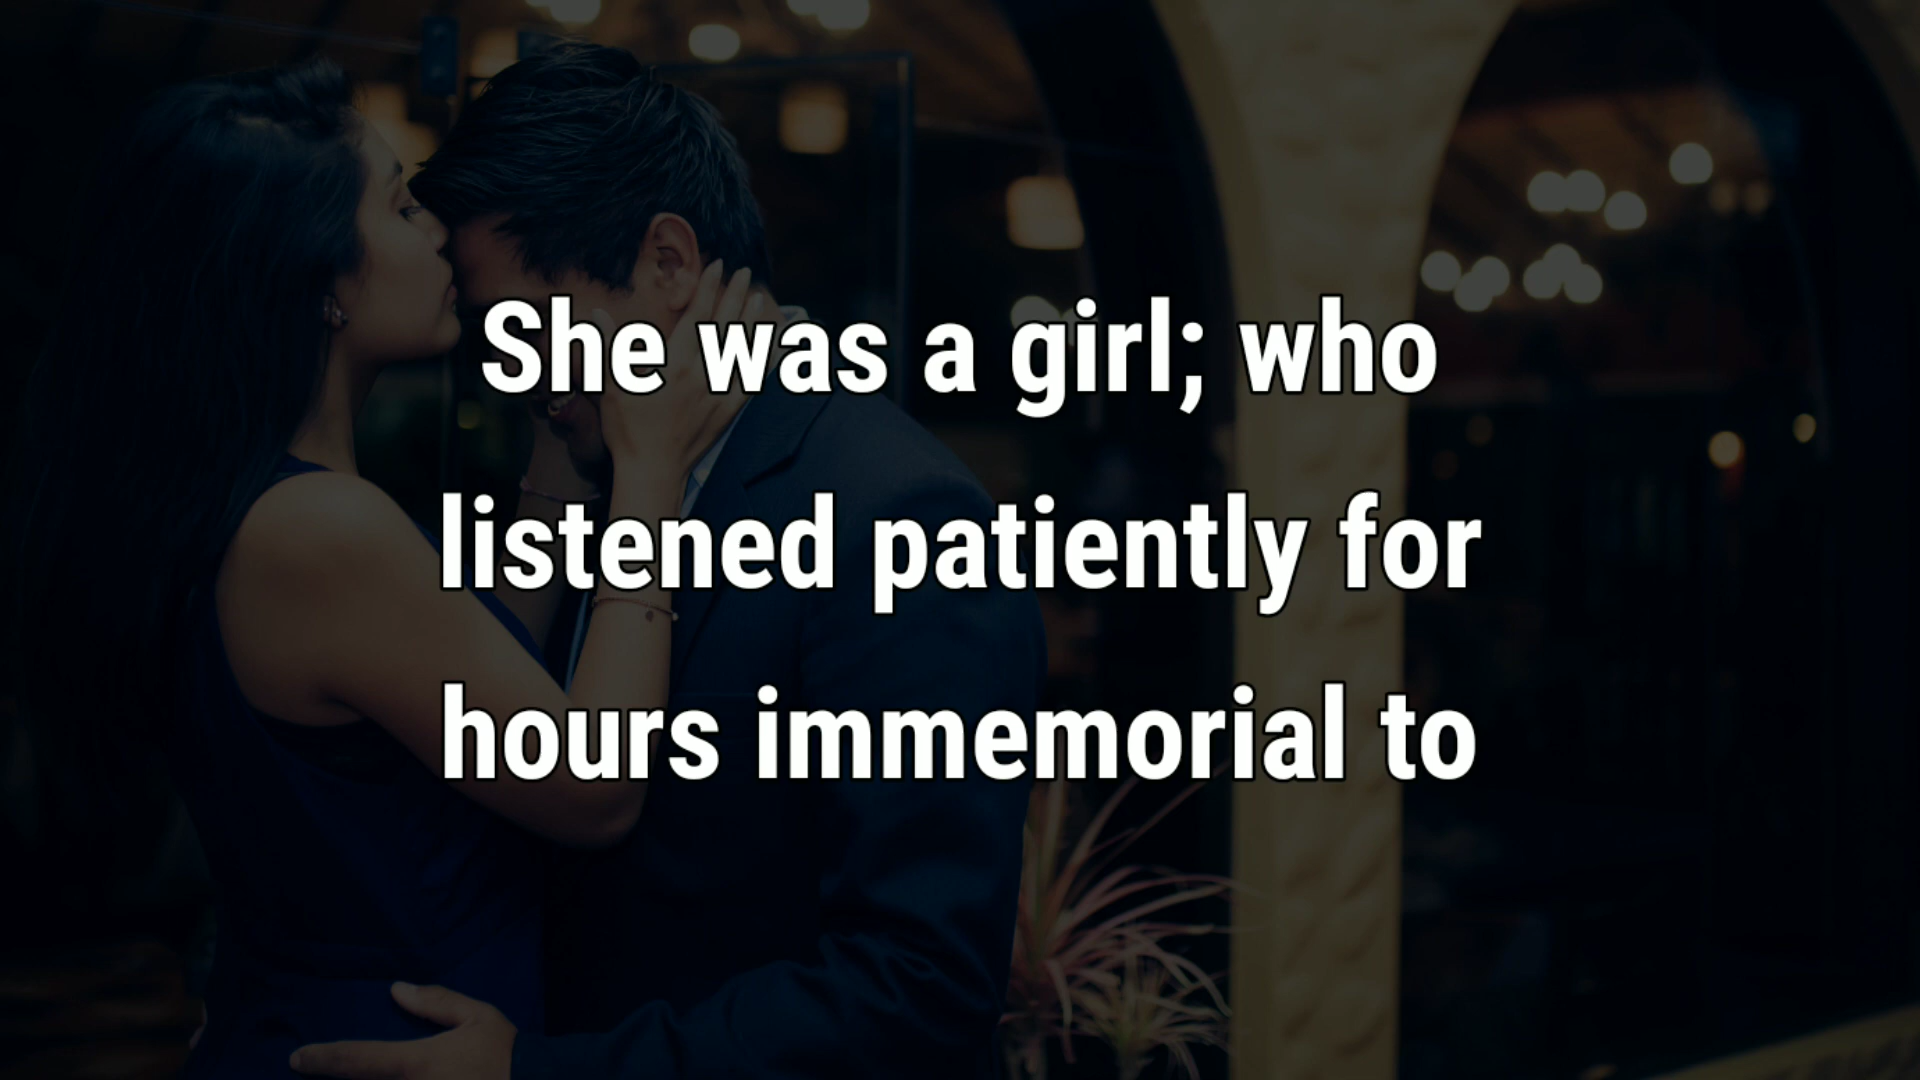 She was a girl; who
listened patiently for
hours immemorial to